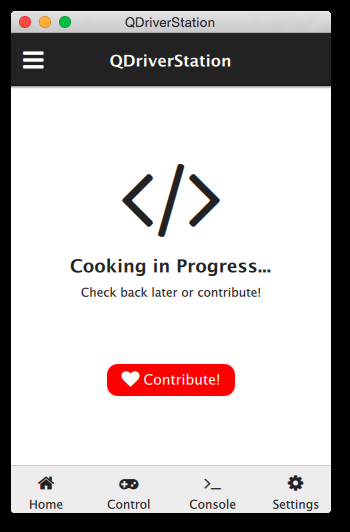 QDriverStation
QDriverStation
Cooking in Progress...
Check back later or contribute!
Contribute!
Home Control Console Settings